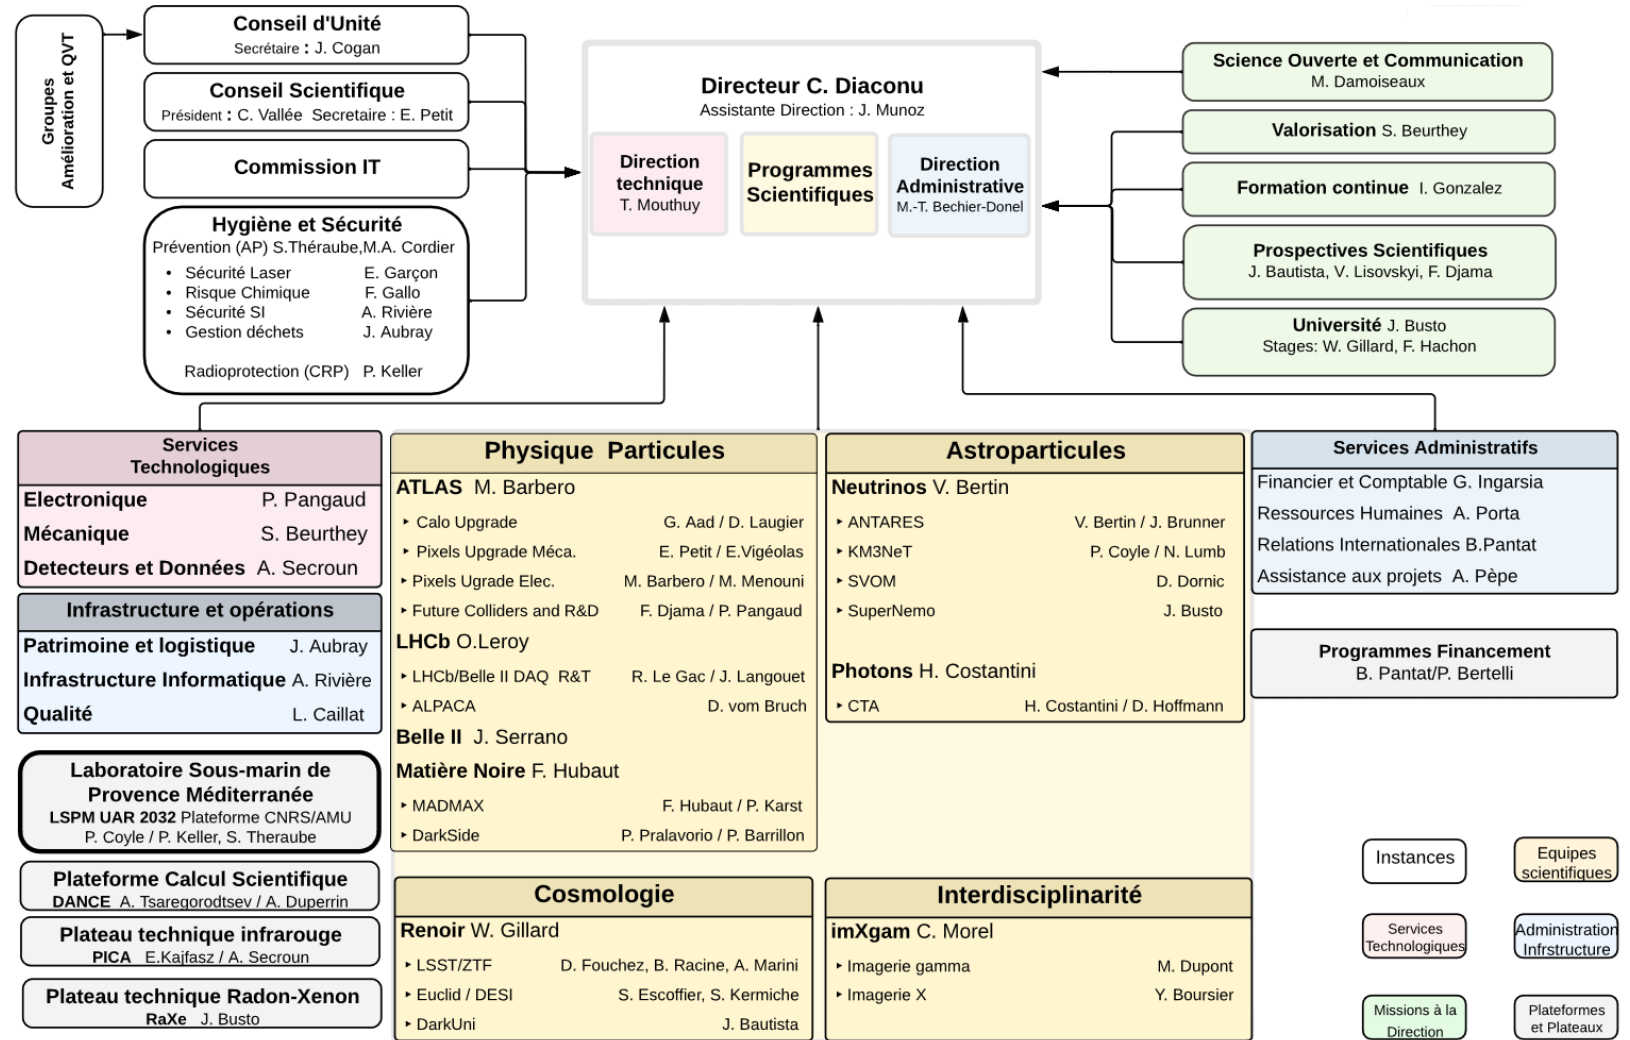 Groupes
Amélioration et QVT
Conseil d'Unité
Secrétaire : J. Cogan
Conseil Scientifique
Président : C. Vallée Secretaire : E. Petit
Commission IT
Hygiène et Sécurité
Prévention (AP) S.Théraube,M.A. Cordier
• Sécurité Laser E. Garçon
• Risque Chimique F. Gallo
• Sécurité SI A. Rivière
• Gestion déchets J. Aubray
Radioprotection (CRP) P. Keller
Directeur C. Diaconu
Assistante Direction : J. Munoz
Direction
technique
T. Mouthuy
Programmes
Scientifiques
Direction
Administrative
M.-T. Bechier-Donel
Science Ouverte et Communication
M. Damoiseaux
Valorisation S. Beurthey
Formation continue I. Gonzalez
Prospectives Scientifiques
J. Bautista, V. Lisovskyi, F. Djama
Université J. Busto
Stages: W. Gillard, F. Hachon
Services
Technologiques
Electronique P. Pangaud
Mécanique S. Beurthey
Detecteurs et Données A. Secroun
Infrastructure et opérations
Patrimoine et logistique J. Aubray
Infrastructure Informatique A. Rivière
Qualité L. Caillat
Laboratoire Sous-marin de
Provence Méditerranée
LSPM UAR 2032 Plateforme CNRS/AMU
P. Coyle / P. Keller, S. Theraube
Plateforme Calcul Scientifique
DANCE A. Tsaregorodtsev / A. Duperrin
Plateau technique infrarouge
PICA E.Kajfasz / A. Secroun
Plateau technique Radon-Xenon
RaXe J. Busto
Physique Particules
ATLAS M. Barbero
‣ Calo Upgrade G. Aad / D. Laugier
‣ Pixels Upgrade Méca. E. Petit / E.Vigéolas
‣ Pixels Ugrade Elec. M. Barbero / M. Menouni
‣ Future Colliders and R&D F. Djama / P. Pangaud
LHCb O.Leroy
‣ LHCb/Belle II DAQ R&T R. Le Gac / J. Langouet
‣ ALPACA D. vom Bruch
Belle II J. Serrano
Matière Noire F. Hubaut
‣ MADMAX F. Hubaut / P. Karst
‣ DarkSide P. Pralavorio / P. Barrillon
Astroparticules
Neutrinos V. Bertin
‣ ANTARES V. Bertin / J. Brunner
‣ KM3NeT P. Coyle / N. Lumb
‣ SVOM D. Dornic
‣ SuperNemo J. Busto
Photons H. Costantini
‣ CTA H. Costantini / D. Hoffmann
Cosmologie
Renoir W. Gillard
‣ LSST/ZTF D. Fouchez, B. Racine, A. Marini
‣ Euclid / DESI S. Escoffier, S. Kermiche
‣ DarkUni J. Bautista
Interdisciplinarité
imXgam C. Morel
‣ Imagerie gamma M. Dupont
‣ Imagerie X Y. Boursier
Services Administratifs
Financier et Comptable G. Ingarsia
Ressources Humaines A. Porta
Relations Internationales B.Pantat
Assistance aux projets A. Pèpe
Programmes Financement
B. Pantat/P. Bertelli
Instances
Equipes
scientifiques
Services
Technologiques
Administration
Infrstructure
Missions à la
Direction
Plateformes
et Plateaux